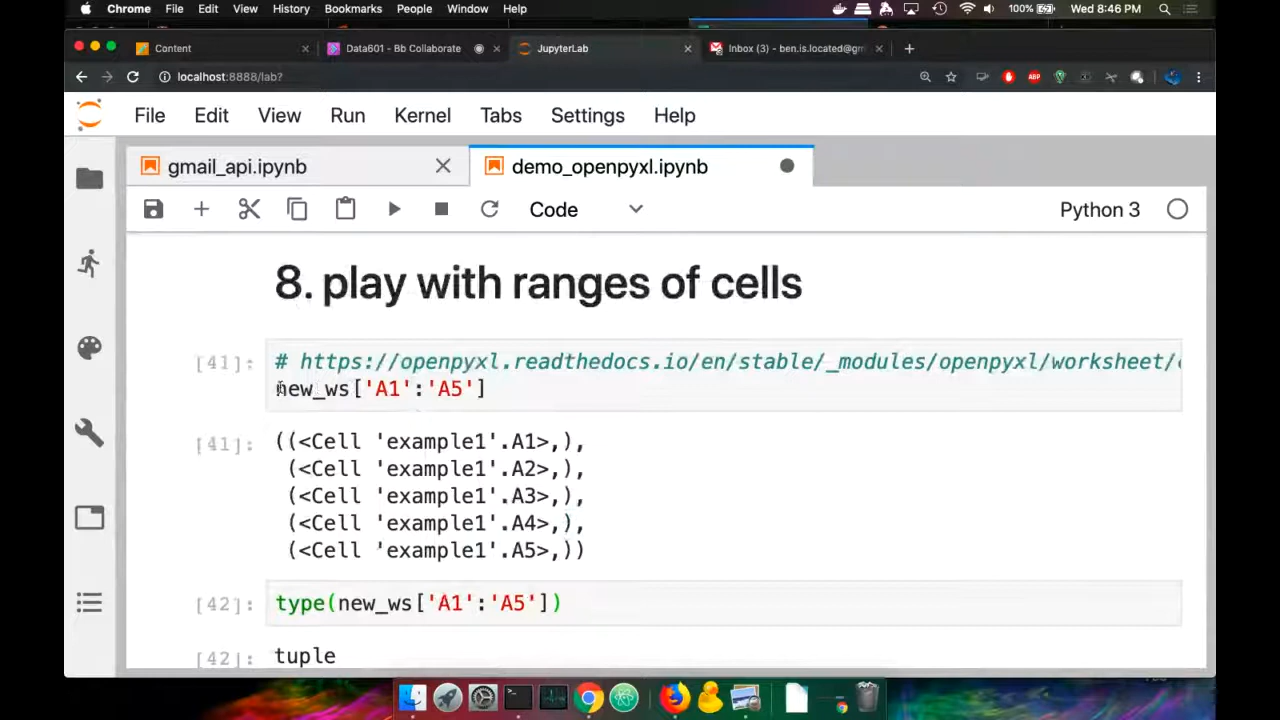 Chrome File Edit View History Bookmarks People Window Help 100% Wed 8:46 PM
Content Data601 - Bb Collaborate JupyterLab Inbox (3) - ben.is.located@gm
localhost:8888/lab?
ABP
File Edit View Run Kernel Tabs Settings Help
gmail_api.ipynb demo_openpyxl.ipynb
Code Python 3
8. play with ranges of cells
[41]: # https://openpyxl.readthedocs.io/en/stable/_modules/openpyxl/worksheet/
new_ws['A1':'A5']
[41]: ((<Cell 'example1'.A1>,),
(<Cell 'example1'.A2>,),
(<Cell 'example1'.A3>,),
(<Cell 'example1'.A4>,),
(<Cell 'example1'.A5>,))
[42]: type(new_ws['A1':'A5'])
[42]: tuple